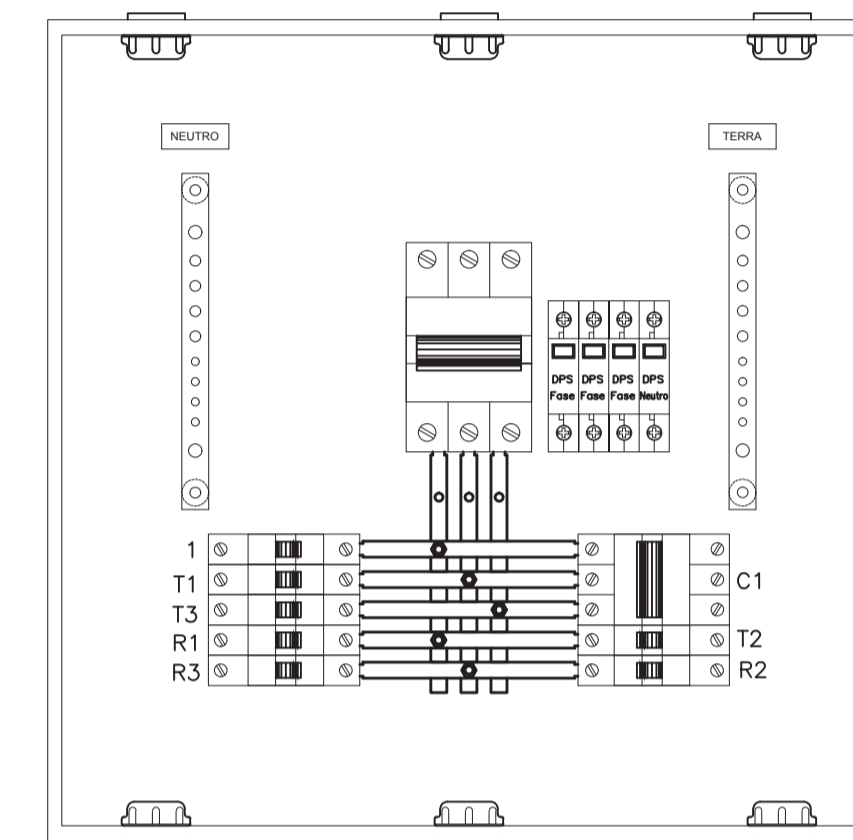 NEUTRO
TERRA
DPS DPS DPS DPS
Fase Fase Fase Neutro
1
T1
C1
T3
R1
T2
R3
R2